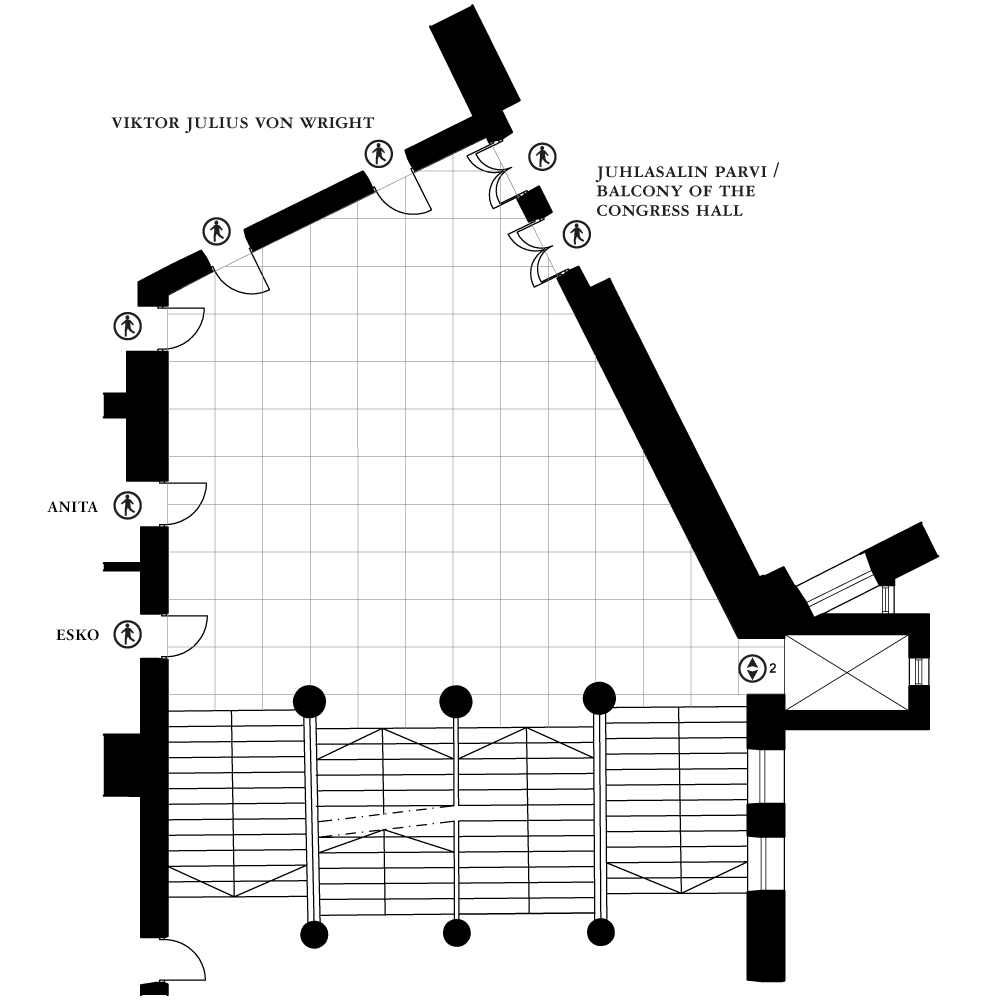 VIKTOR JULIUS VON WRIGHT
JUHLASALIN PARVI /
BALCONY OF THE
CONGRESS HALL
ANITA
ESKO
2